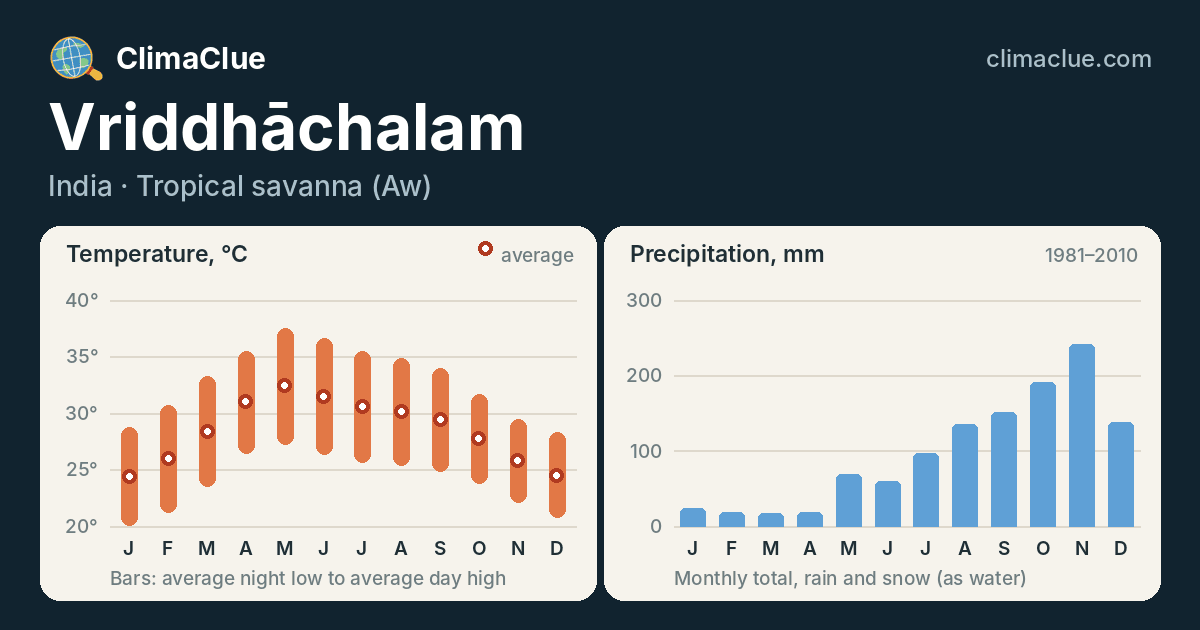 ClimaClue
climaclue.com
Vriddhāchalam
India · Tropical savanna (Aw)
Temperature, °C
average
40°
35°
30°
25°
20°
J F M A M J J A S O N D
Bars: average night low to average day high
Precipitation, mm
1981–2010
300
200
100
0
J F M A M J J A S O N D
Monthly total, rain and snow (as water)